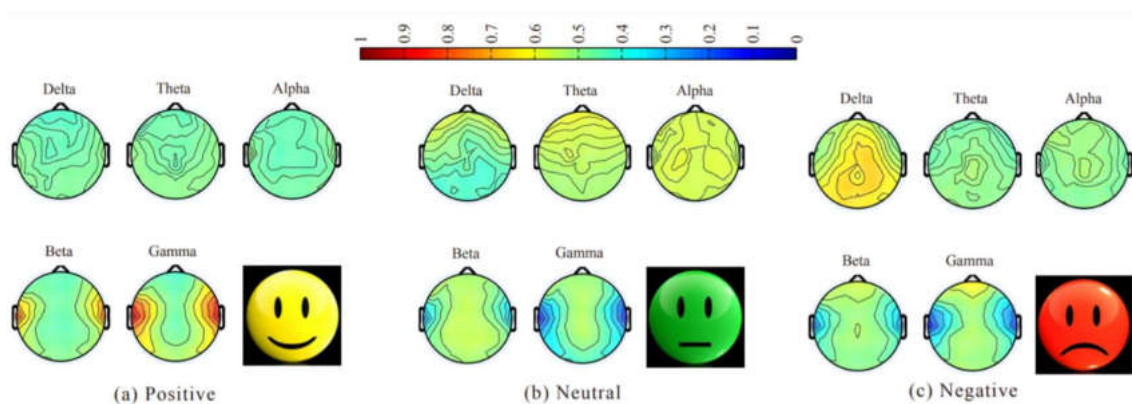 1 0.9 0.8 0.7 0.6 0.5 0.4 0.3 0.2 0.1 0
Delta Theta Alpha
Beta Gamma
(a) Positive
Delta Theta Alpha
Beta Gamma
(b) Neutral
Delta Theta Alpha
Beta Gamma
(c) Negative